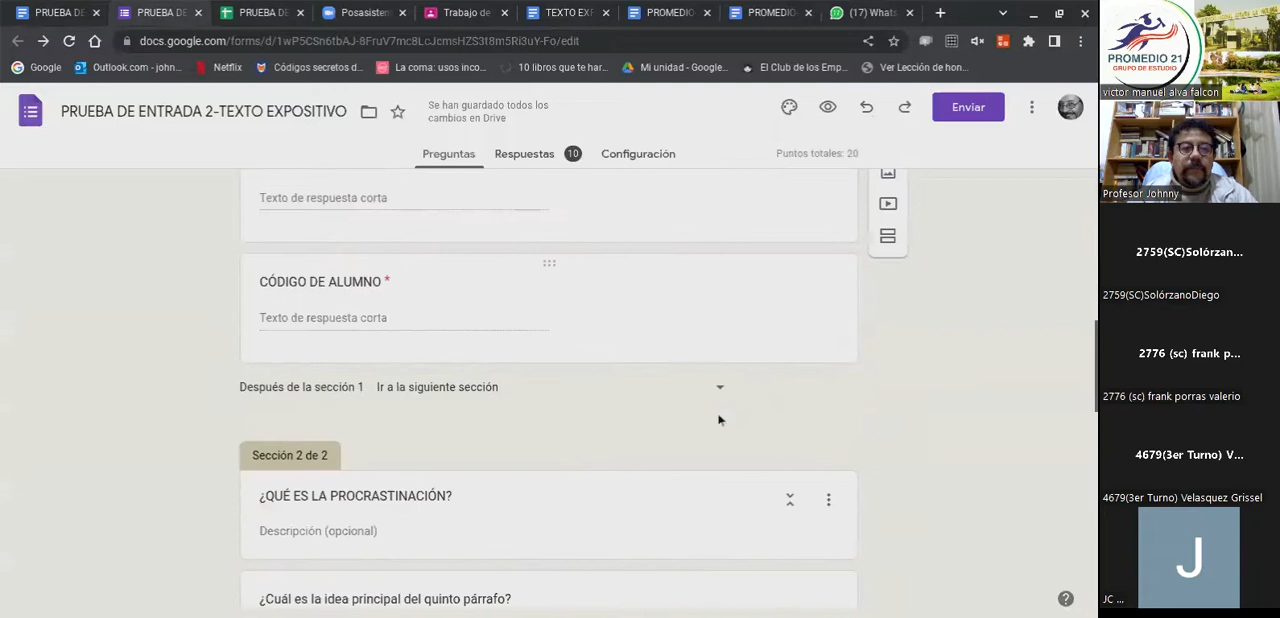 PRUEBA DE
PRUEBA DE
PRUEBA DE
Posasisten
Trabajo de
TEXTO EXP
PROMEDIO
PROMEDIO
(17) Whats
docs.google.com/forms/d/1wP5CSn6tbAJ-8FruV7mc8LcJmzHZS3t8m15Ri3uY-Fo/edit
Google
Outlook.com - john...
Netflix
Códigos secretos d...
10 libros que te har...
Mi unidad - Google...
El Club de los Emp...
Ver Lección de hon...
PRUEBA DE ENTRADA 2-TEXTO EXPOSITIVO
Se han guardado todos los
cambios en Drive
Enviar
Preguntas
Respuestas 10
Configuración
Puntos totales: 20
Texto de respuesta corta
CÓDIGO DE ALUMNO *
Texto de respuesta corta
Después de la sección 1 Ir a la siguiente sección
Sección 2 de 2
¿QUÉ ES LA PROCRASTINACIÓN?
Descripción (opcional)
¿Cuál es la idea principal del quinto párrafo?
PROMEDIO 21
GRUPO DE ESTUDIO
victor manuel alva falcon
Profesor Johnny
2759(SC)Solórzan...
2759(SC)SolórzanoDiego
2776 (sc) frank p...
2776 (sc) frank porras valerio
4679(3er Turno) V...
4679(3er Turno) Velasquez Grissel
J
JC ...